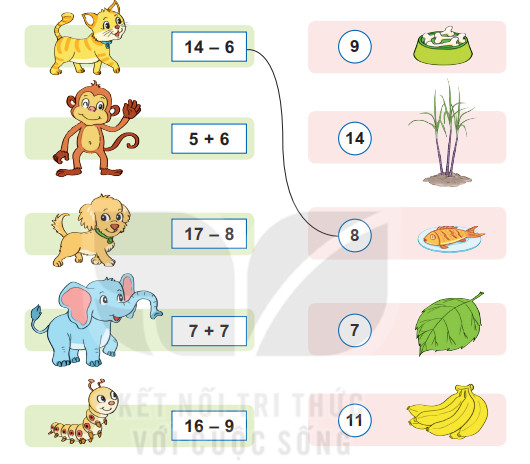 14 – 6
9
5 + 6
14
17 – 8
8
7 + 7
7
16 – 9
11
KẾT NỐI TRI THỨC
VỚI CUỘC SỐNG